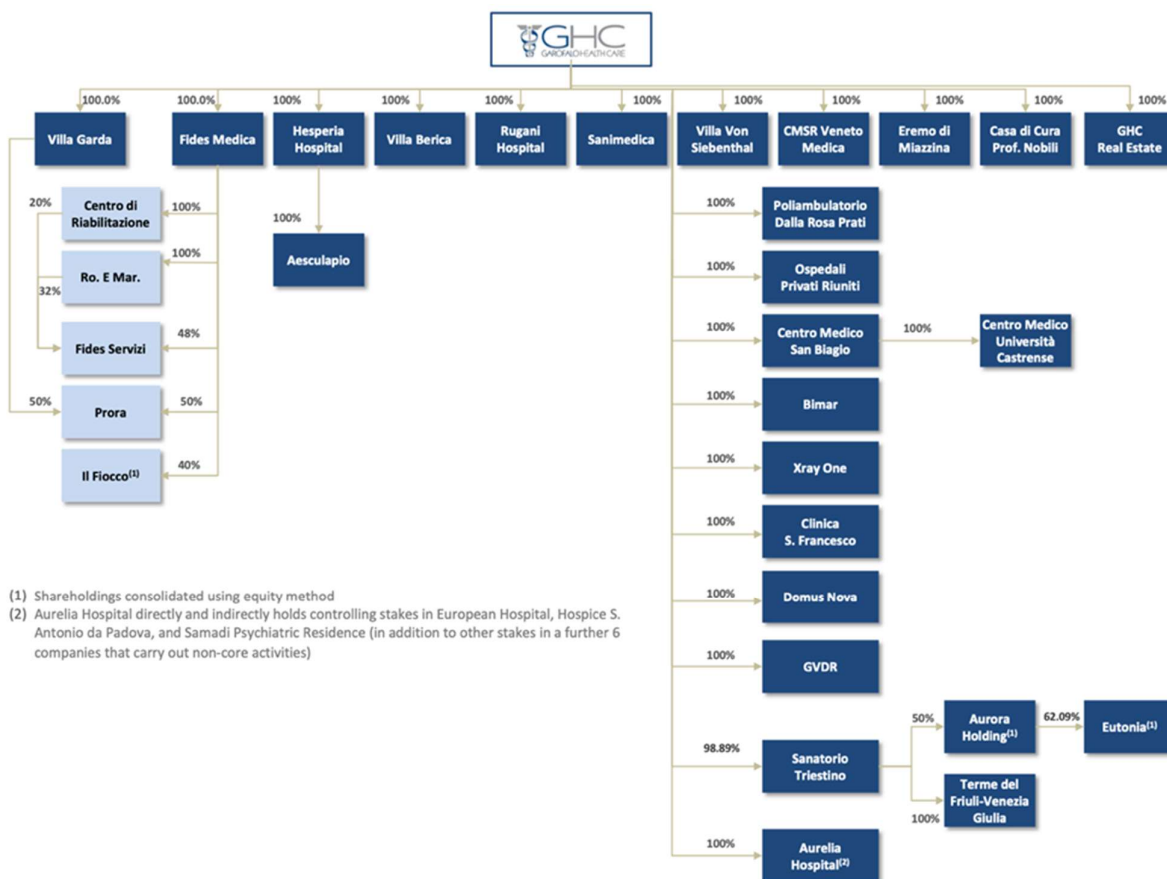 GHC
GAROFALO HEALTH CARE
100.0%
100.0%
100%
100%
100%
100%
100%
100%
100%
100%
100%
Villa Garda
Fides Medica
Hesperia
Hospital
Villa Berica
Rugani
Hospital
Sanimedica
Villa Von
Siebenthal
CMSR Veneto
Medica
Eremo di
Miazzina
Casa di Cura
Prof. Nobili
GHC
Real Estate
20%
Centro di
Riabilitazione
100%
100%
Aesculapio
100%
Poliambulatorio
Dalla Rosa Prati
Ro. E Mar.
100%
32%
100%
Ospedali
Privati Riuniti
Fides Servizi
48%
100%
Centro Medico
San Biagio
100%
Centro Medico
Università
Castrense
50%
Prora
50%
100%
Bimar
Il Fiocco(1)
40%
100%
Xray One
100%
Clinica
S. Francesco
(1) Shareholdings consolidated using equity method
(2) Aurelia Hospital directly and indirectly holds controlling stakes in European Hospital, Hospice S.
Antonio da Padova, and Samadi Psychiatric Residence (in addition to other stakes in a further 6
companies that carry out non-core activities)
100%
Domus Nova
100%
GVDR
98.89%
Sanatorio
Triestino
50%
Aurora
Holding(1)
62.09%
Eutonia(1)
100%
Terme del
Friuli-Venezia
Giulia
100%
Aurelia
Hospital(2)